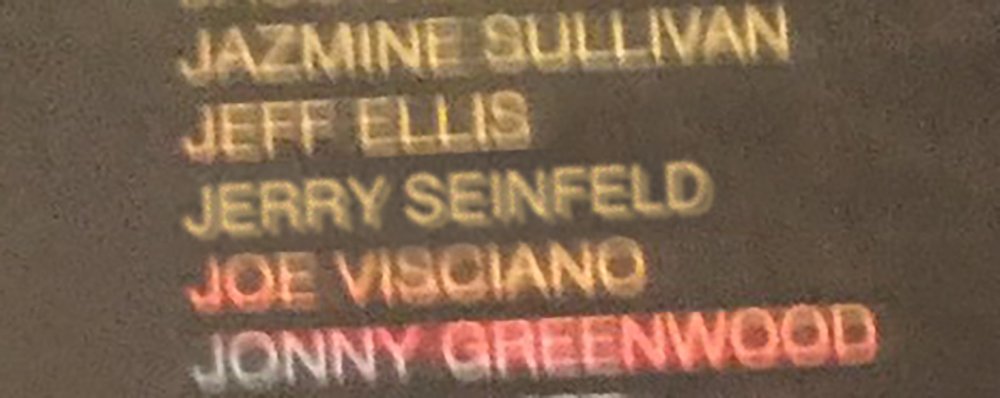 JAZMINE SULLIVAN
JEFF ELLIS
JERRY SEINFELD
JOE VISCIANO
JONNY GREENWOOD